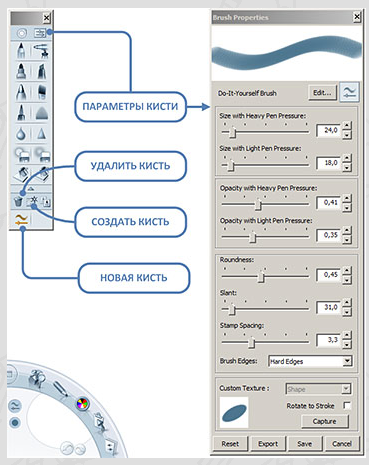 Brush Properties
Do-It-Yourself Brush
Edit...
ПАРАМЕТРЫ КИСТИ
Size with Heavy Pen Pressure:
24,0
Size with Light Pen Pressure:
18,0
УДАЛИТЬ КИСТЬ
Opacity with Heavy Pen Pressure:
0,41
Opacity with Light Pen Pressure:
0,35
СОЗДАТЬ КИСТЬ
Roundness:
0,45
НОВАЯ КИСТЬ
Slant:
31,0
Stamp Spacing:
3,3
Brush Edges: Hard Edges
Custom Texture : Shape
Rotate to Stroke
Capture
Reset Export Save Cancel